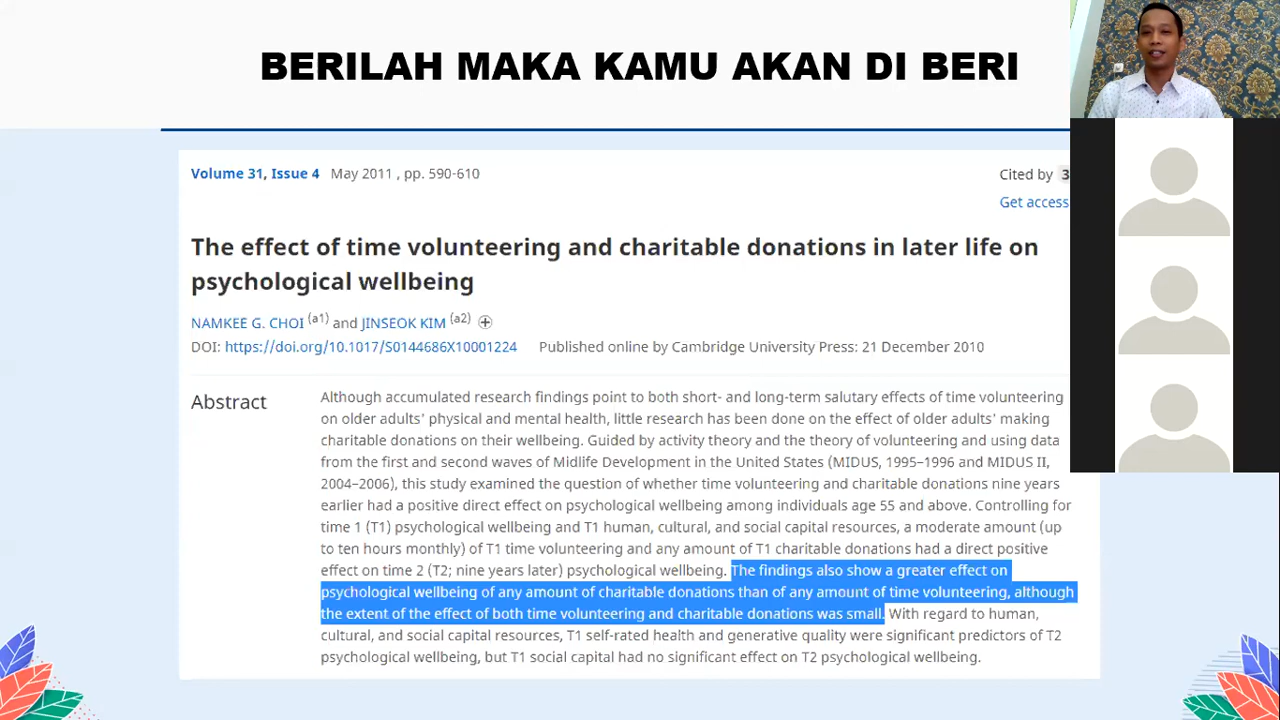 BERILAH MAKA KAMU AKAN DI BERI
Volume 31, Issue 4 May 2011 , pp. 590-610
Cited by 3
Get access
The effect of time volunteering and charitable donations in later life on
psychological wellbeing
NAMKEE G. CHOI (a1) and JINSEOK KIM (a2)
DOI: https://doi.org/10.1017/S0144686X10001224 Published online by Cambridge University Press: 21 December 2010
Abstract
Although accumulated research findings point to both short- and long-term salutary effects of time volunteering
on older adults' physical and mental health, little research has been done on the effect of older adults' making
charitable donations on their wellbeing. Guided by activity theory and the theory of volunteering and using data
from the first and second waves of Midlife Development in the United States (MIDUS, 1995–1996 and MIDUS II,
2004–2006), this study examined the question of whether time volunteering and charitable donations nine years
earlier had a positive direct effect on psychological wellbeing among individuals age 55 and above. Controlling for
time 1 (T1) psychological wellbeing and T1 human, cultural, and social capital resources, a moderate amount (up
to ten hours monthly) of T1 time volunteering and any amount of T1 charitable donations had a direct positive
effect on time 2 (T2; nine years later) psychological wellbeing. The findings also show a greater effect on
psychological wellbeing of any amount of charitable donations than of any amount of time volunteering, although
the extent of the effect of both time volunteering and charitable donations was small. With regard to human,
cultural, and social capital resources, T1 self-rated health and generative quality were significant predictors of T2
psychological wellbeing, but T1 social capital had no significant effect on T2 psychological wellbeing.